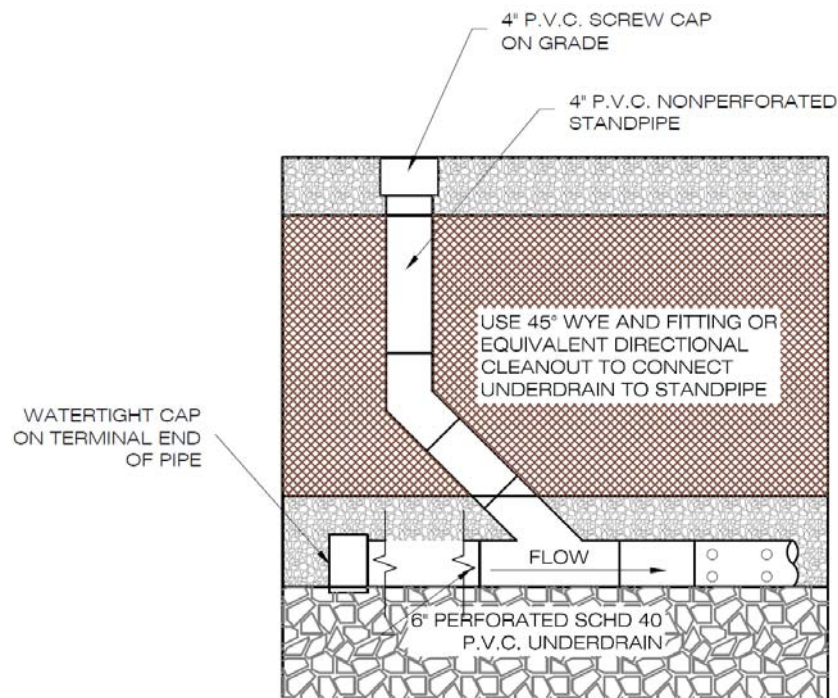 4" P.V.C. SCREW CAP
ON GRADE
4" P.V.C. NONPERFORATED
STANDPIPE
USE 45° WYE AND FITTING OR
EQUIVALENT DIRECTIONAL
CLEANOUT TO CONNECT
UNDERDRAIN TO STANDPIPE
WATERTIGHT CAP
ON TERMINAL END
OF PIPE
FLOW
6" PERFORATED SCHD 40
P.V.C. UNDERDRAIN